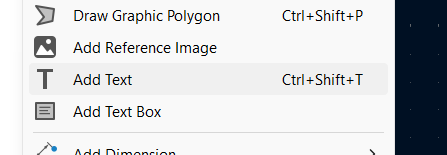 Draw Graphic Polygon Ctrl+Shift+P
Add Reference Image
Add Text Ctrl+Shift+T
Add Text Box
Add Dimension